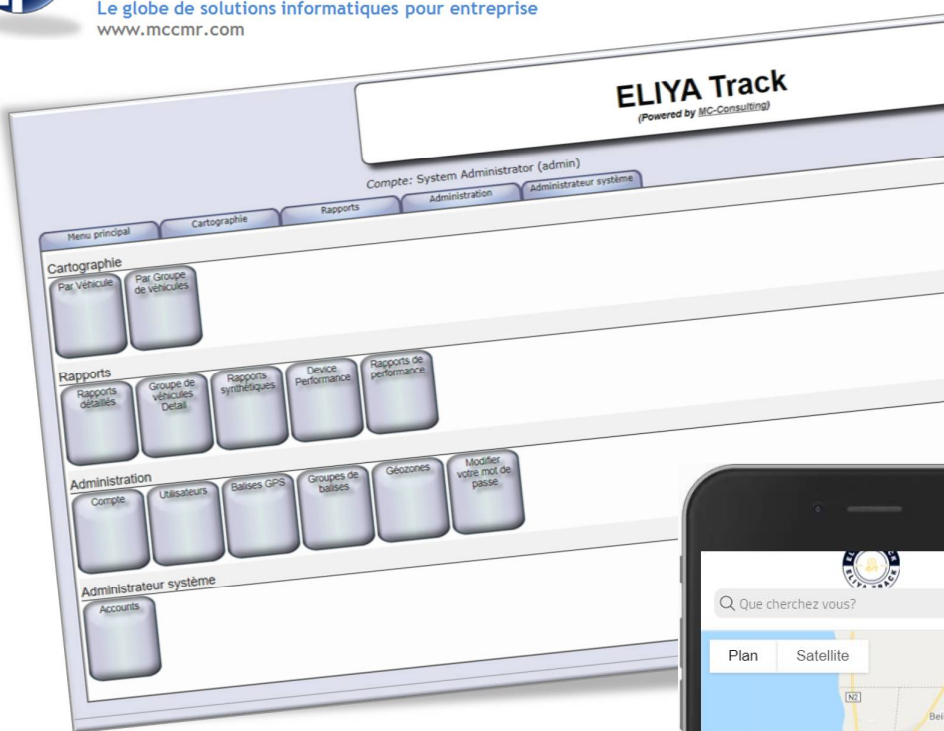 Le globe de solutions informatiques pour entreprise
www.mccmr.com
ELIYA Track
(Powered by MC-Consulting)
Compte: System Administrator (admin)
Menu principal
Cartographie
Rapports
Administration
Administrateur système
Cartographie
Par Véhicule
Par Groupe
de véhicules
Rapports
Rapports
détaillés
Groupe de
véhicules
Detail
Rapports
synthétiques
Device
Performance
Rapports de
performance
Administration
Compte
Utilisateurs
Balises GPS
Groupes de
balises
Géozones
Modifier
votre mot de
passe
Administrateur système
Accounts
Que cherchez vous?
Plan
Satellite
N2